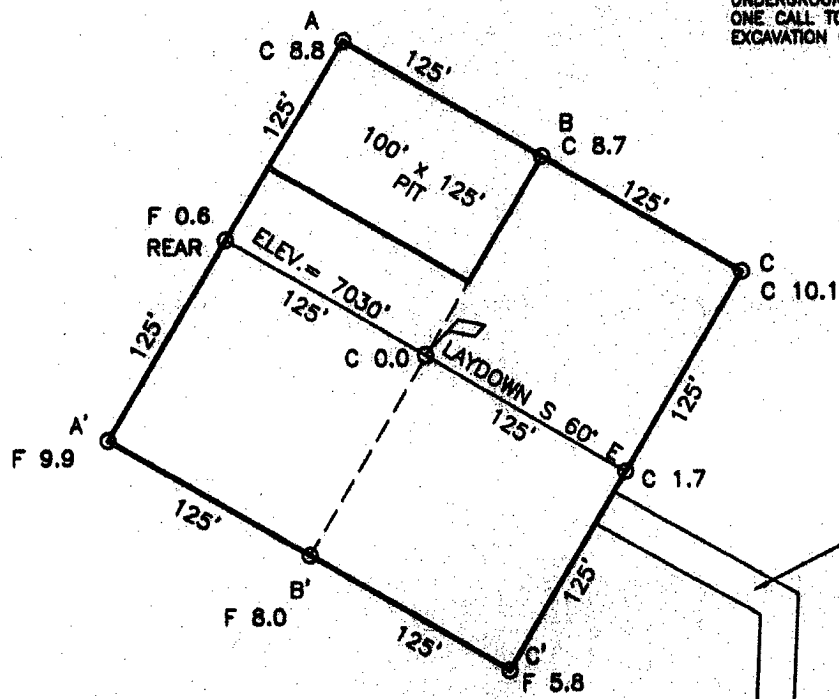 ONE CALL TO
EXCAVATION
A
C 8.8
125'
B
C 8.7
125'
125'
100' x 125'
PIT
C
C 10.1
F 0.6
REAR
ELEV.= 7030'
125'
C 0.0
LAYDOWN S 60° E
125'
125'
125'
A'
F 9.9
C 1.7
125'
B'
F 8.0
125'
125'
C'
F 5.8